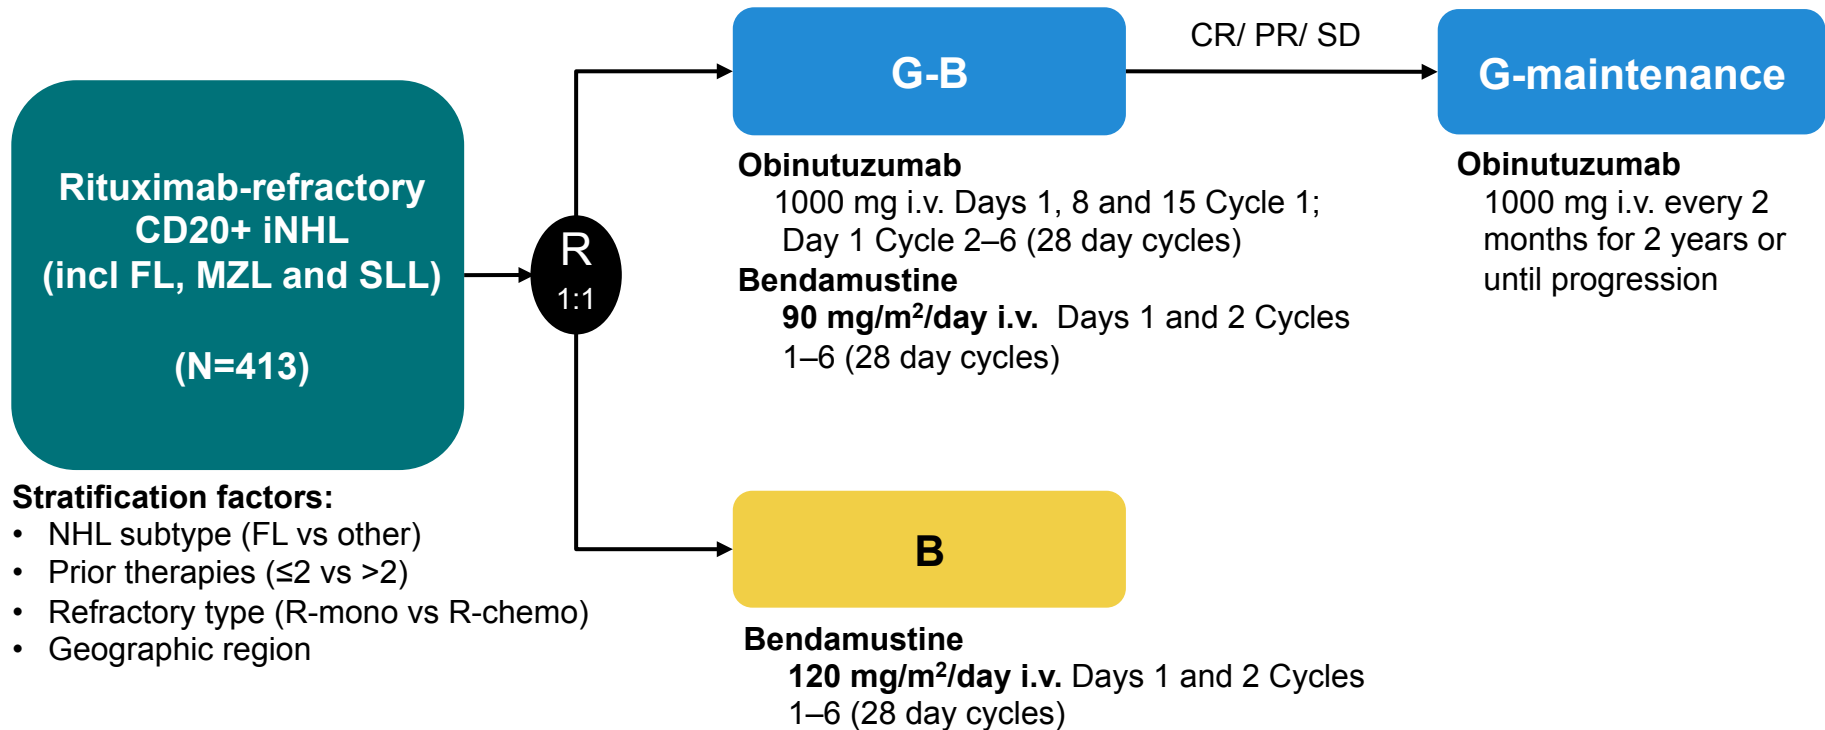 Rituximab-refractory
CD20+ iNHL
(incl FL, MZL and SLL)
(N=413)
Stratification factors:
• NHL subtype (FL vs other)
• Prior therapies (≤2 vs >2)
• Refractory type (R-mono vs R-chemo)
• Geographic region
R
1:1
G-B
Obinutuzumab
1000 mg i.v. Days 1, 8 and 15 Cycle 1;
Day 1 Cycle 2–6 (28 day cycles)
Bendamustine
90 mg/m²/day i.v. Days 1 and 2 Cycles
1–6 (28 day cycles)
CR/ PR/ SD
G-maintenance
Obinutuzumab
1000 mg i.v. every 2
months for 2 years or
until progression
B
Bendamustine
120 mg/m²/day i.v. Days 1 and 2 Cycles
1–6 (28 day cycles)